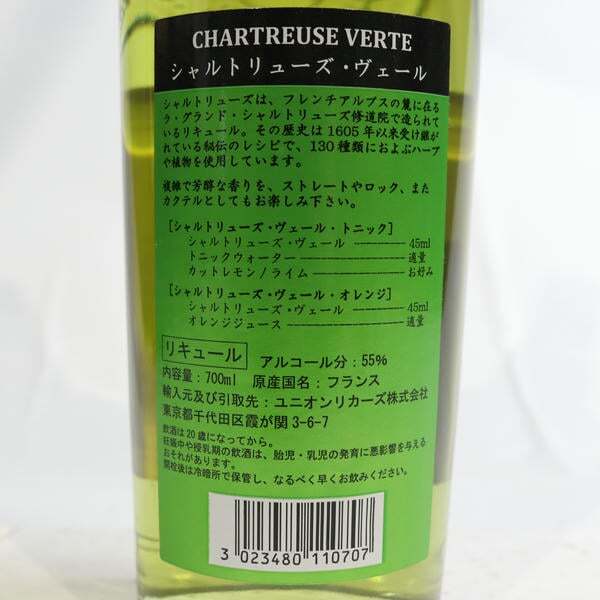 CHARTREUSE VERTE
シャルトリューズ・ヴェール
シャルトリューズは、フレンチアルプスの麓に在る
ラ・グランド・シャルトリューズ修道院で造られて
いるリキュール。その歴史は1605年以来受け継が
れている秘伝のレシピで、130種類におよぶハーブ
や植物を使用しています。
複雑で芳醇な香りを、ストレートやロック、また
カクテルとしてもお楽しみ下さい。
[シャルトリューズ・ヴェール・トニック]
シャルトリューズ・ヴェール ---------- 45ml
トニックウォーター ---------- 適量
カットレモン/ライム ---------- お好み
[シャルトリューズ・ヴェール・オレンジ]
シャルトリューズ・ヴェール ---------- 45ml
オレンジジュース ---------- 適量
リキュール アルコール分:55%
内容量:700ml 原産国名:フランス
輸入元及び引取先:ユニオンリカーズ株式会社
東京都千代田区霞が関3-6-7
飲酒は20歳になってから。
妊娠中や授乳期の飲酒は、胎児・乳児の発育に悪影響を与える
おそれがあります。
開栓後は冷暗所で保管し、なるべく早くお飲みください。
3 023480 110707